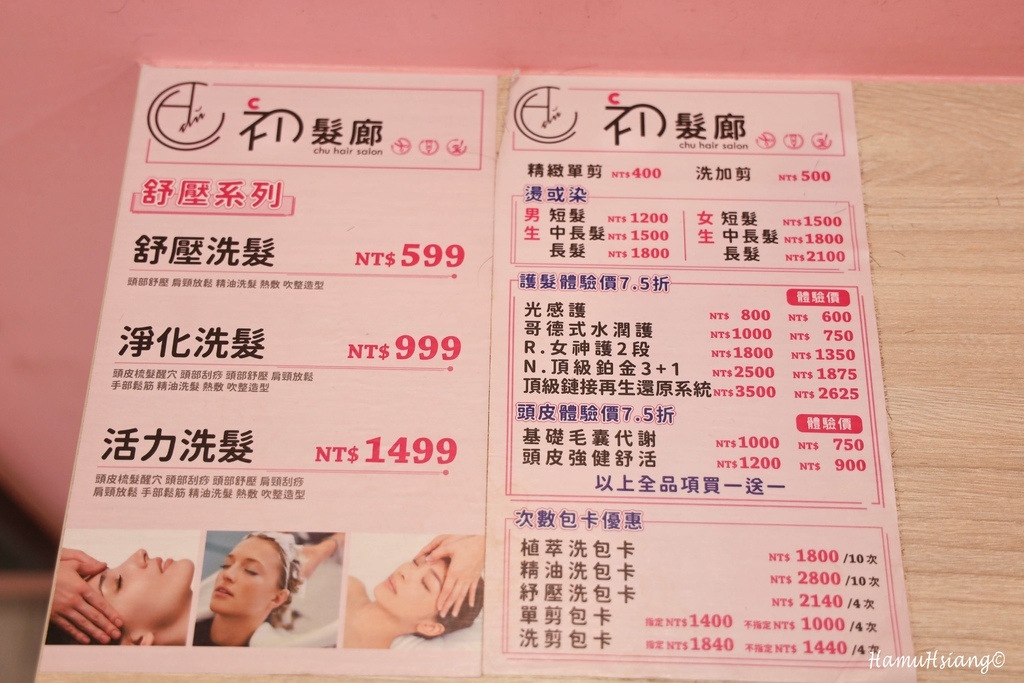 CHU
初髮廊
chu hair salon
舒壓系列
舒壓洗髮 NT$599
頭部舒壓 肩頸放鬆 精油洗髮 熱敷 吹整造型
淨化洗髮 NT$999
頭皮梳髮醒穴 頭部刮痧 頭部舒壓 肩頸放鬆
手部鬆筋 精油洗髮 熱敷 吹整造型
活力洗髮 NT$1499
頭皮梳髮醒穴 頭部刮痧 頭部舒壓 肩頸刮痧
肩頸放鬆 手部鬆筋 精油洗髮 熱敷 吹整造型
初髮廊
chu hair salon
精緻單剪 NT$400 洗加剪 NT$500
燙或染
男生 短髮 NT$1200
中長髮 NT$1500
長髮 NT$1800
女生 短髮 NT$1500
中長髮 NT$1800
長髮 NT$2100
護髮體驗價7.5折
體驗價
光感護 NT$ 800 NT$ 600
哥德式水潤護 NT$1000 NT$ 750
R.女神護2段 NT$1800 NT$1350
N.頂級鉑金3+1 NT$2500 NT$1875
頂級鏈接再生還原系統 NT$3500 NT$2625
頭皮體驗價7.5折
體驗價
基礎毛囊代謝 NT$1000 NT$ 750
頭皮強健舒活 NT$1200 NT$ 900
以上全品項買一送一
次數包卡優惠
植萃洗包卡 NT$ 1800/10次
精油洗包卡 NT$ 2800/10次
紓壓洗包卡 NT$ 2140/4次
單剪包卡 指定NT$1400 不指定NT$ 1000/4次
洗剪包卡 指定NT$1840 不指定NT$ 1440/4次
HamuHsiang©